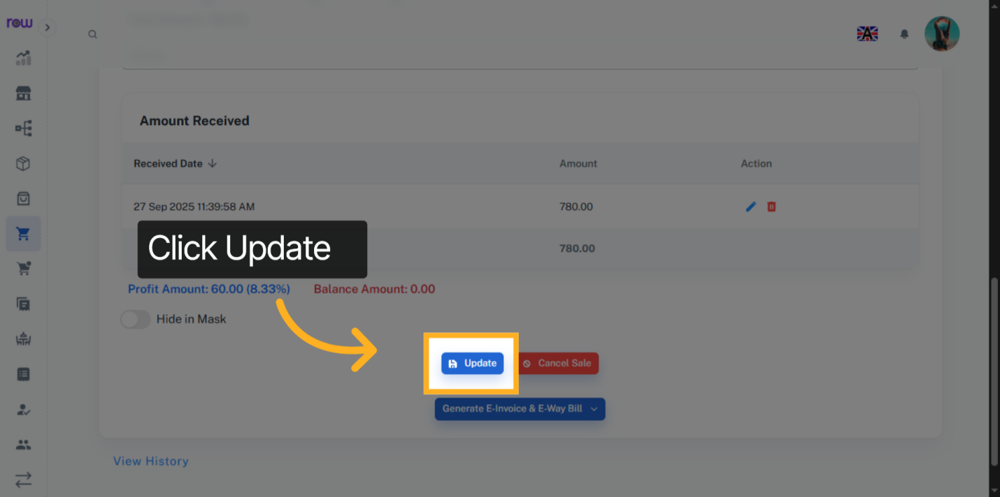 row
A
Amount Received
Received Date Amount Action
27 Sep 2025 11:39:58 AM 780.00
Click Update
780.00
Profit Amount: 60.00 (8.33%) Balance Amount: 0.00
Hide in Mask
Update Cancel Sale
Generate E-Invoice & E-Way Bill
View History